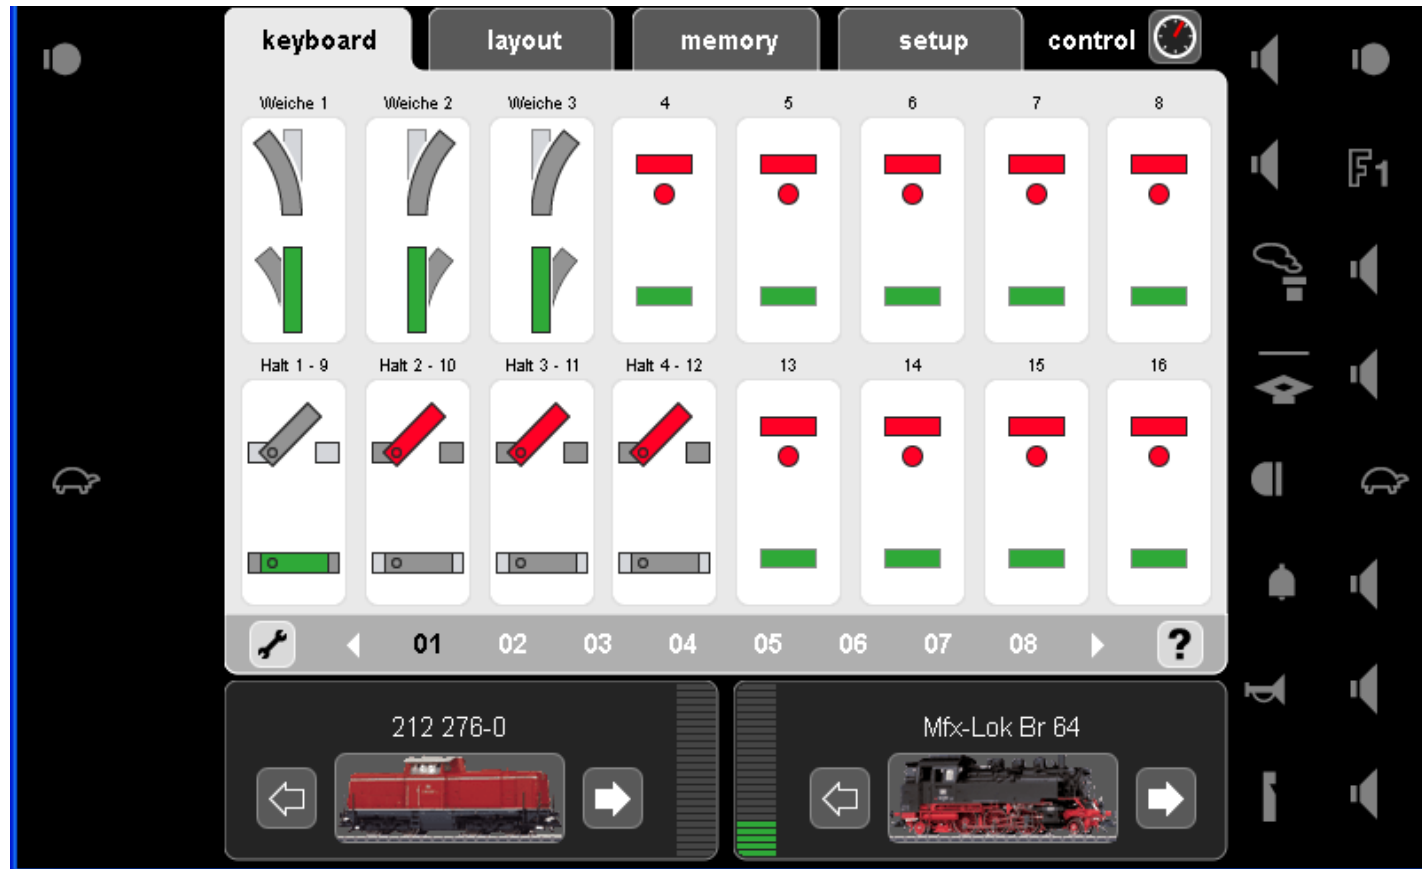 keyboard layout memory setup control
Weiche 1 Weiche 2 Weiche 3 4 5 6 7 8
Halt 1 - 9 Halt 2 - 10 Halt 3 - 11 Halt 4 - 12 13 14 15 16
01 02 03 04 05 06 07 08 ?
212 276-0 Mfx-Lok Br 64
F1